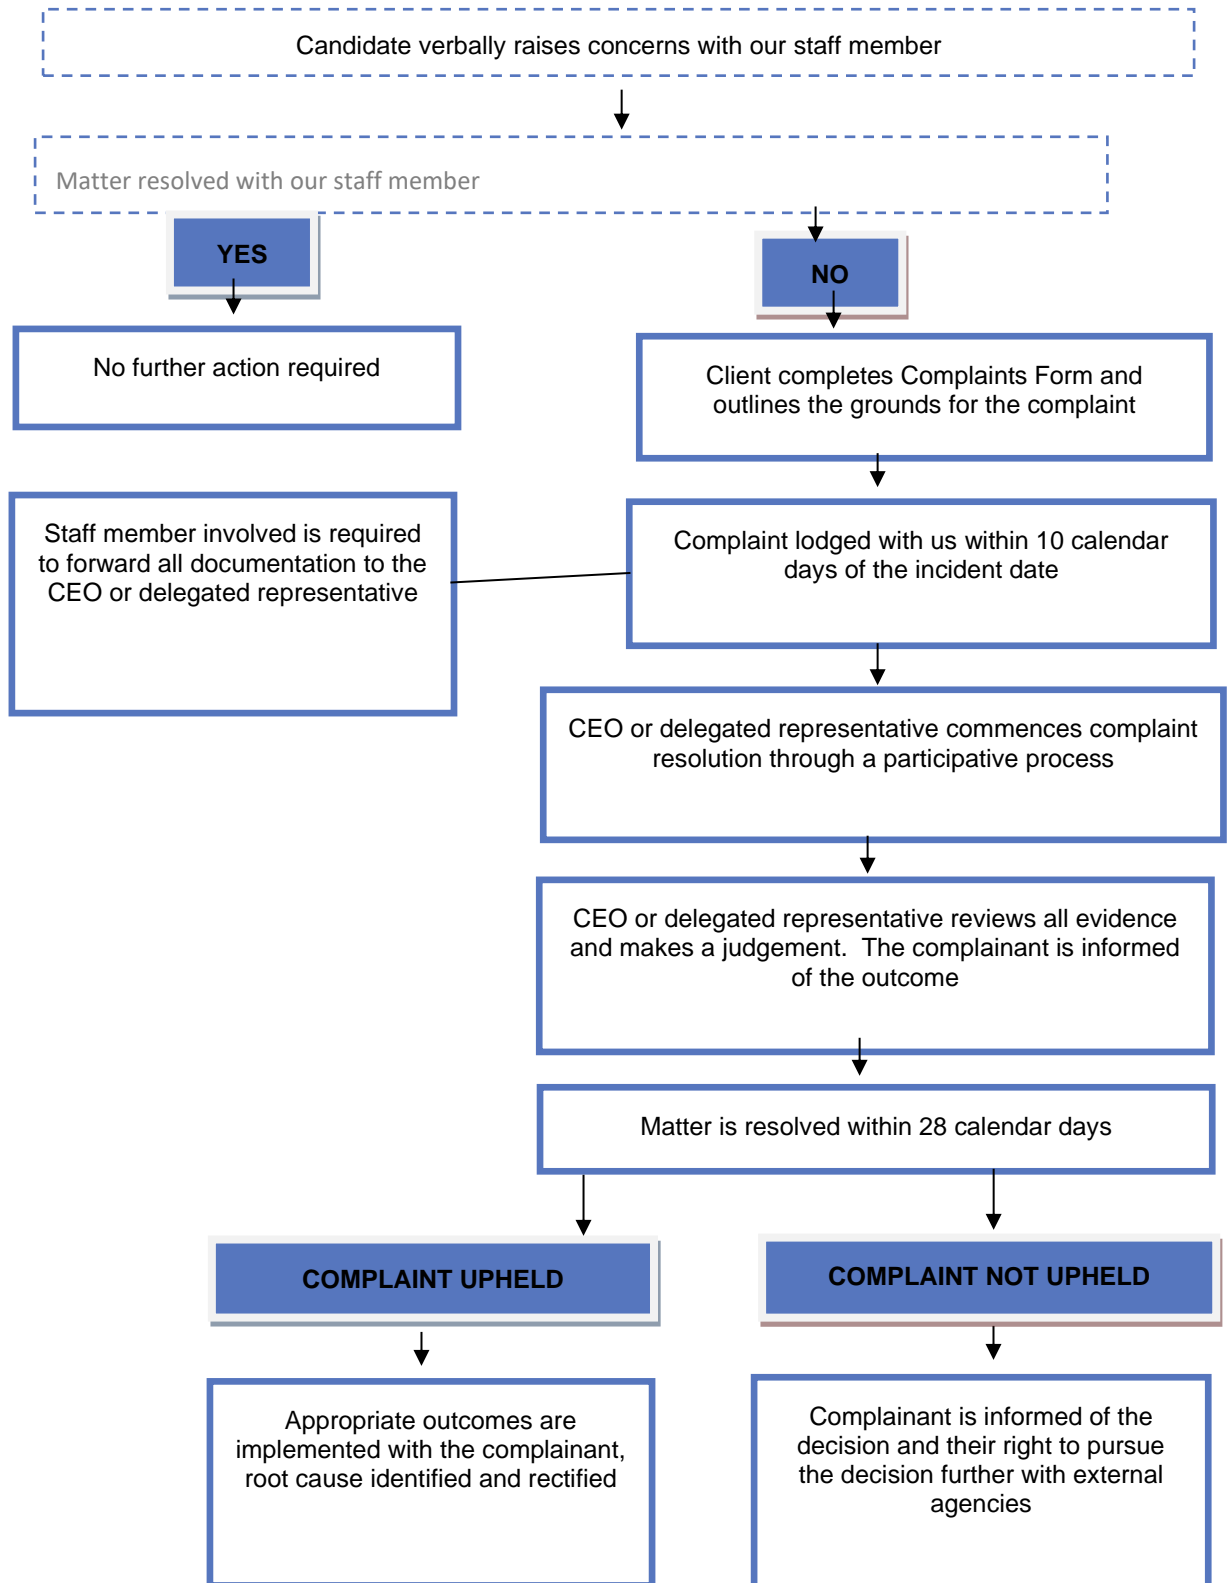 Candidate verbally raises concerns with our staff member
Matter resolved with our staff member
YES
NO
No further action required
Client completes Complaints Form and
outlines the grounds for the complaint
Staff member involved is required
to forward all documentation to the
CEO or delegated representative
Complaint lodged with us within 10 calendar
days of the incident date
CEO or delegated representative commences complaint
resolution through a participative process
CEO or delegated representative reviews all evidence
and makes a judgement.  The complainant is informed
of the outcome
Matter is resolved within 28 calendar days
COMPLAINT UPHELD
COMPLAINT NOT UPHELD
Appropriate outcomes are
implemented with the complainant,
root cause identified and rectified
Complainant is informed of the
decision and their right to pursue
the decision further with external
agencies